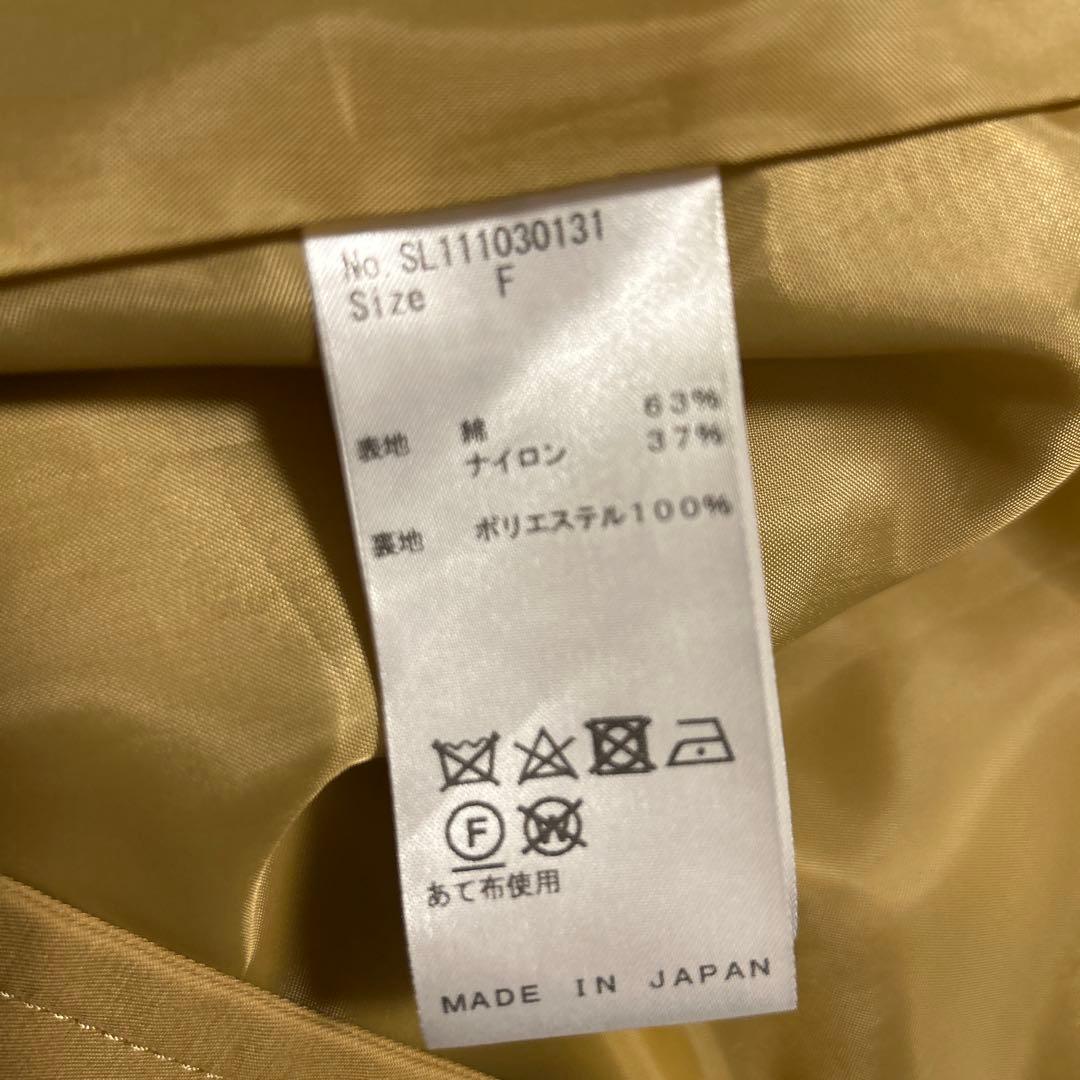 No. SL111030131
Size F
表地 綿 63%
ナイロン 37%
裏地 ポリエステル100%
F W
あて布使用
MADE IN JAPAN